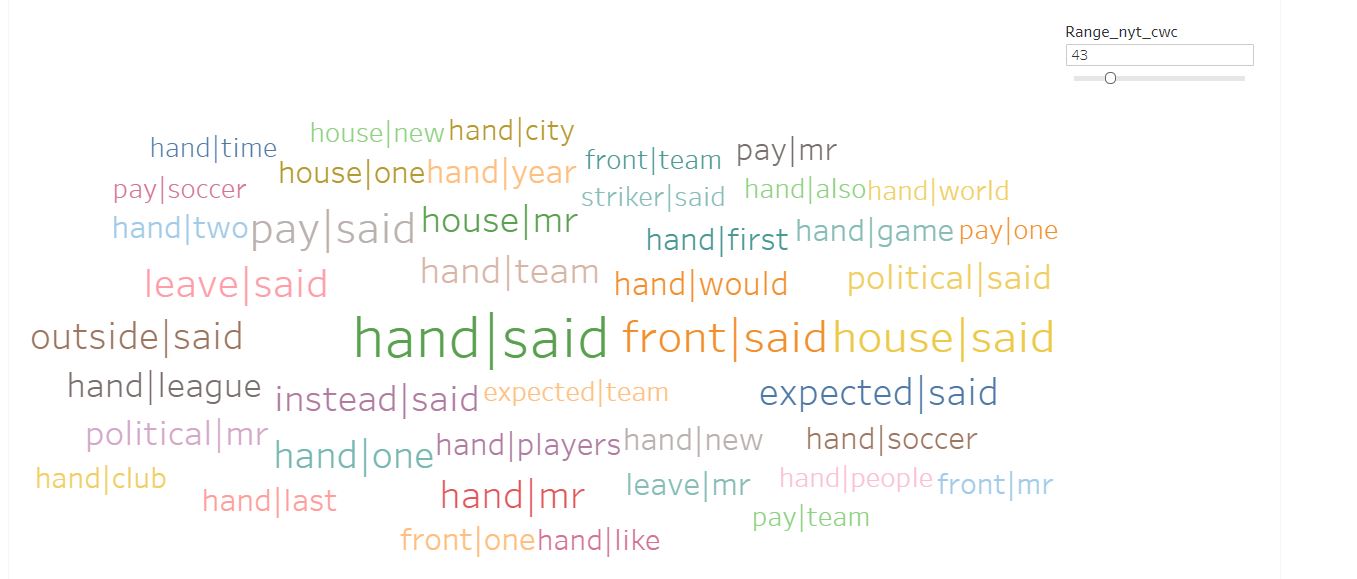 Range_nyt_cwc
43
hand|time house|new hand|city
house|one hand|year front|team pay|mr
pay|soccer striker|said hand|also hand|world
hand|two pay|said house|mr hand|first hand|game pay|one
leave|said hand|team hand|would political|said
outside|said hand|said front|said house|said
hand|league instead|said expected|team expected|said
political|mr hand|one hand|players hand|new hand|soccer
hand|club hand|last hand|mr leave|mr hand|people front|mr
pay|team
front|one hand|like